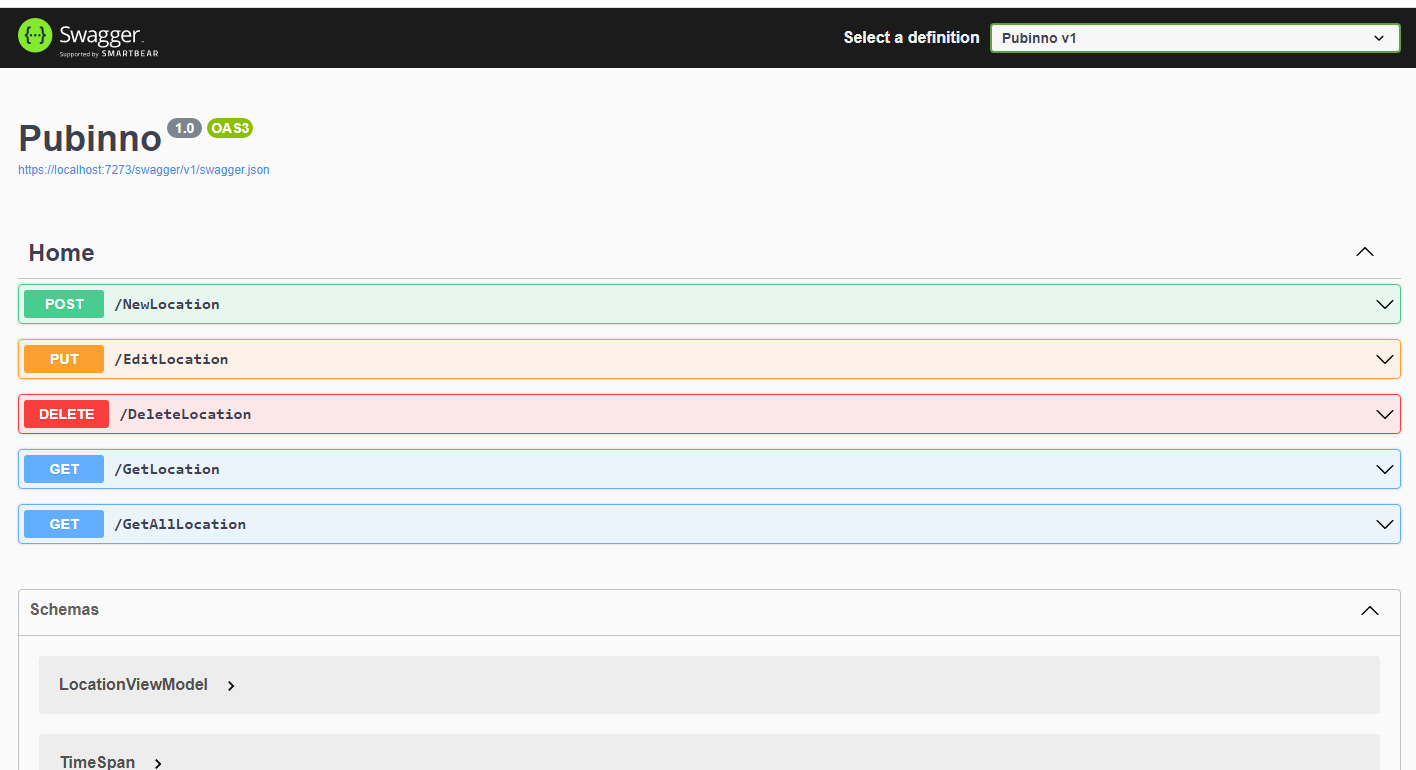 {··} Swagger.
Supported by SMARTBEAR
Select a definition
Pubinno v1
Pubinno 1.0 OAS3
https://localhost:7273/swagger/v1/swagger.json
Home
POST /NewLocation
PUT /EditLocation
DELETE /DeleteLocation
GET /GetLocation
GET /GetAllLocation
Schemas
LocationViewModel
TimeSpan